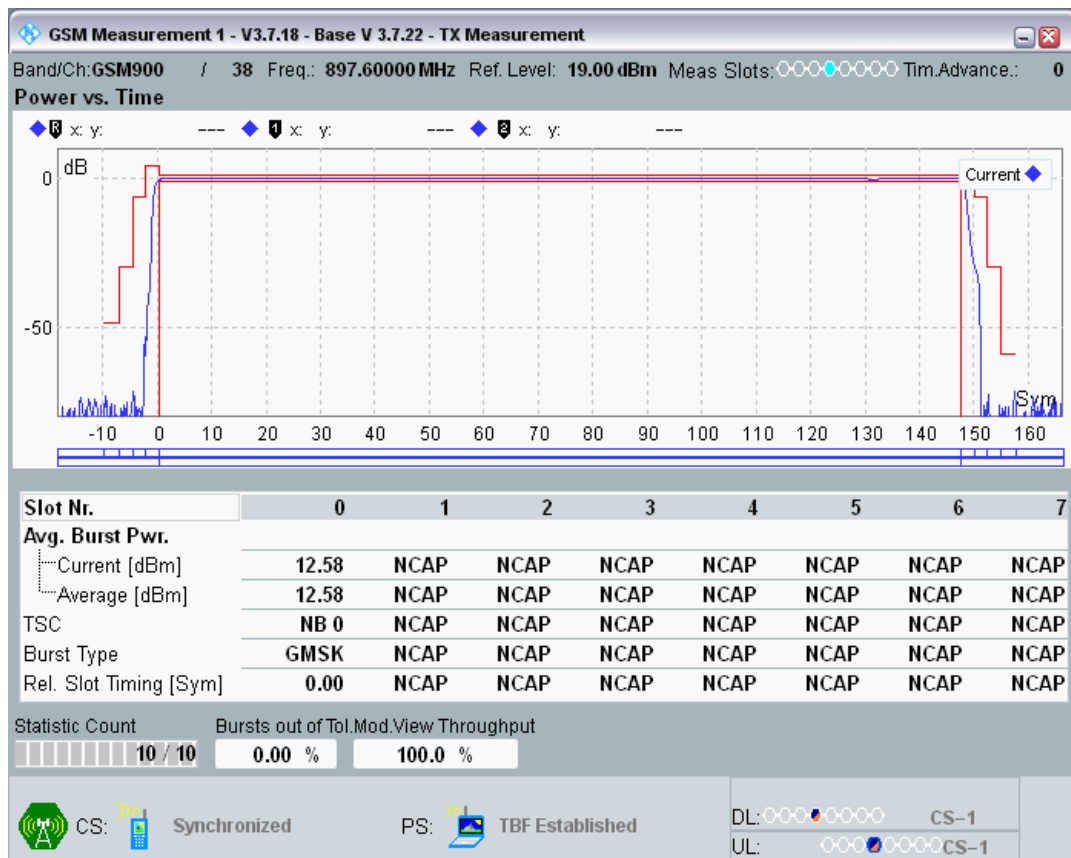 GSM Measurement 1 - V3.7.18 - Base V 3.7.22 - TX Measurement
Band/Ch:GSM900 / 38 Freq.: 897.60000 MHz Ref. Level: 19.00 dBm Meas Slots: Tim.Advance.: 0
Power vs. Time
R x: y: --- 1 x: y: --- 2 x: y: ---
dB
Current
0
-50
Sym
-10 0 10 20 30 40 50 60 70 80 90 100 110 120 130 140 150 160
Slot Nr. 0 1 2 3 4 5 6 7
Avg. Burst Pwr.
Current [dBm] 12.58 NCAP NCAP NCAP NCAP NCAP NCAP NCAP
Average [dBm] 12.58 NCAP NCAP NCAP NCAP NCAP NCAP NCAP
TSC NB 0 NCAP NCAP NCAP NCAP NCAP NCAP NCAP
Burst Type GMSK NCAP NCAP NCAP NCAP NCAP NCAP NCAP
Rel. Slot Timing [Sym] 0.00 NCAP NCAP NCAP NCAP NCAP NCAP NCAP
Statistic Count Bursts out of Tol.Mod.View Throughput
10 / 10 0.00 % 100.0 %
CS: Synchronized PS: TBF Established
DL: CS-1
UL: CS-1